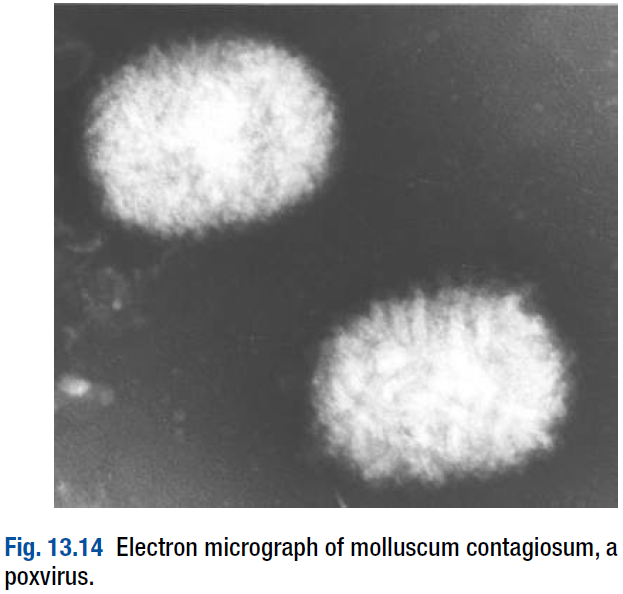 Fig. 13.14 Electron micrograph of molluscum contagiosum, a
poxvirus.